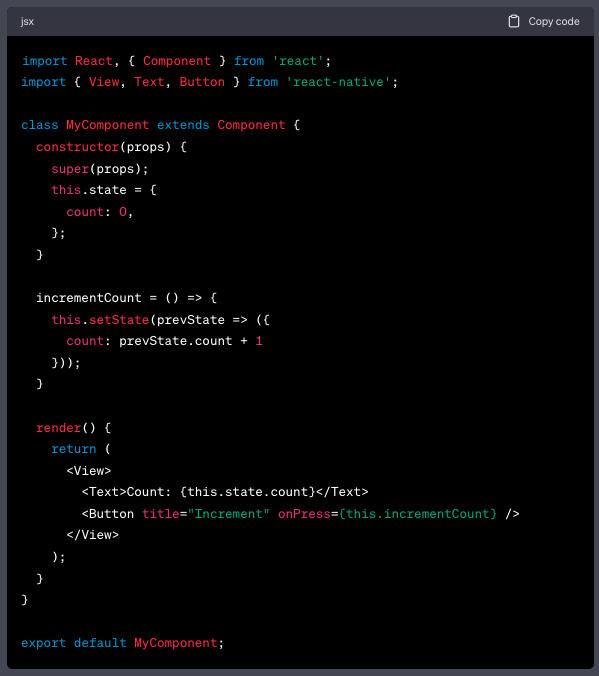 jsx
Copy code
import React, { Component } from 'react';
import { View, Text, Button } from 'react-native';
class MyComponent extends Component {
constructor(props) {
super(props);
this.state = {
count: 0,
};
}
incrementCount = () => {
this.setState(prevState => ({
count: prevState.count + 1
}));
}
render() {
return (
<View>
<Text>Count: {this.state.count}</Text>
<Button title="Increment" onPress={this.incrementCount} />
</View>
);
}
}
export default MyComponent;